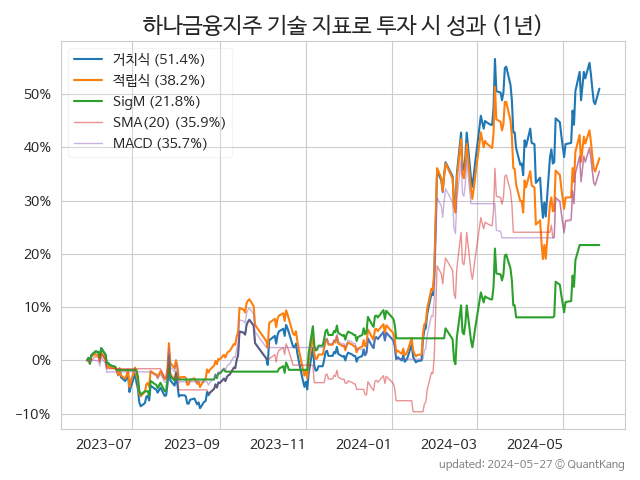 하나금융지주 기술 지표로 투자 시 성과 (1년)
거치식 (51.4%)
적립식 (38.2%)
SigM (21.8%)
SMA(20) (35.9%)
MACD (35.7%)
50%
40%
30%
20%
10%
0%
−10%
2023−07
2023−09
2023−11
2024−01
2024−03
2024−05
updated: 2024-05-27 © QuantKang